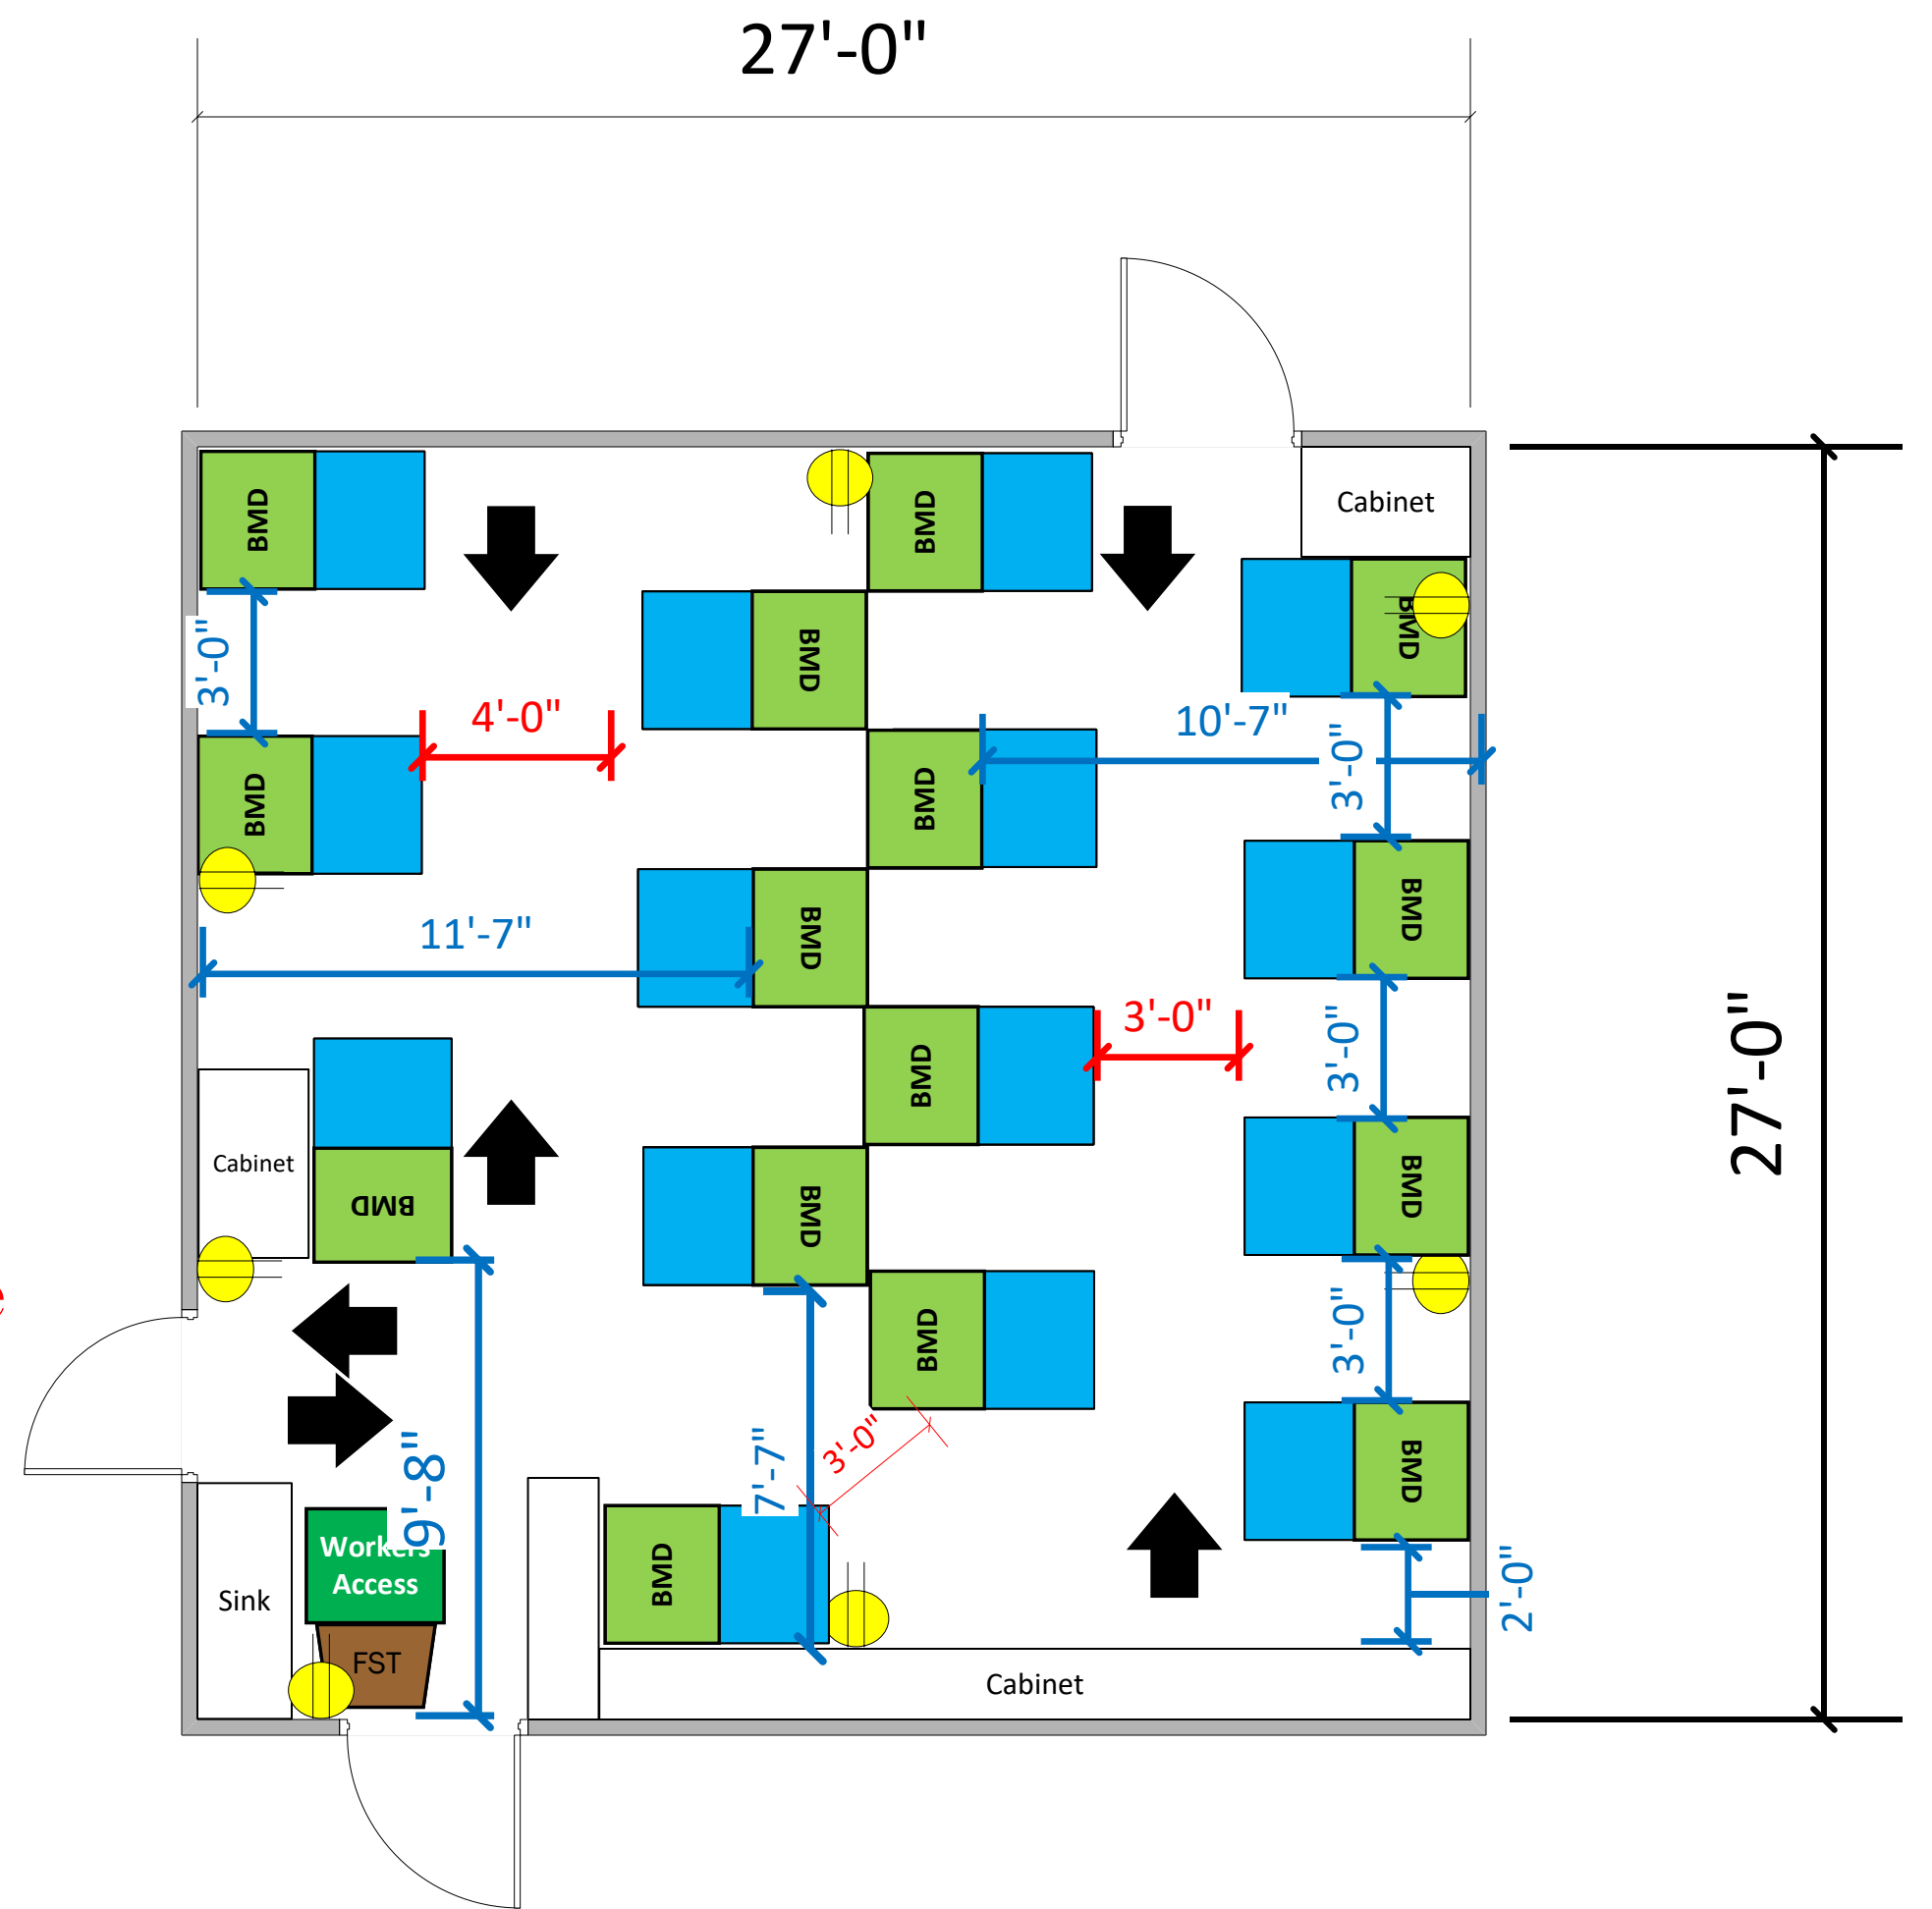 27'-0"
BMD
BMD
Cabinet
BMD
BMD
3'-0"
4'-0"
10'-7"
3'-0"
BMD
BMD
BMD
BMD
11'-7"
3'-0"
3'-0"
BMD
27'-0"
Cabinet
BMD
BMD
BMD
e
BMD
3'-0"
9'-8"
7'-7"
3'-0"
BMD
Workers
Access
BMD
2'-0"
Sink
FST
Cabinet